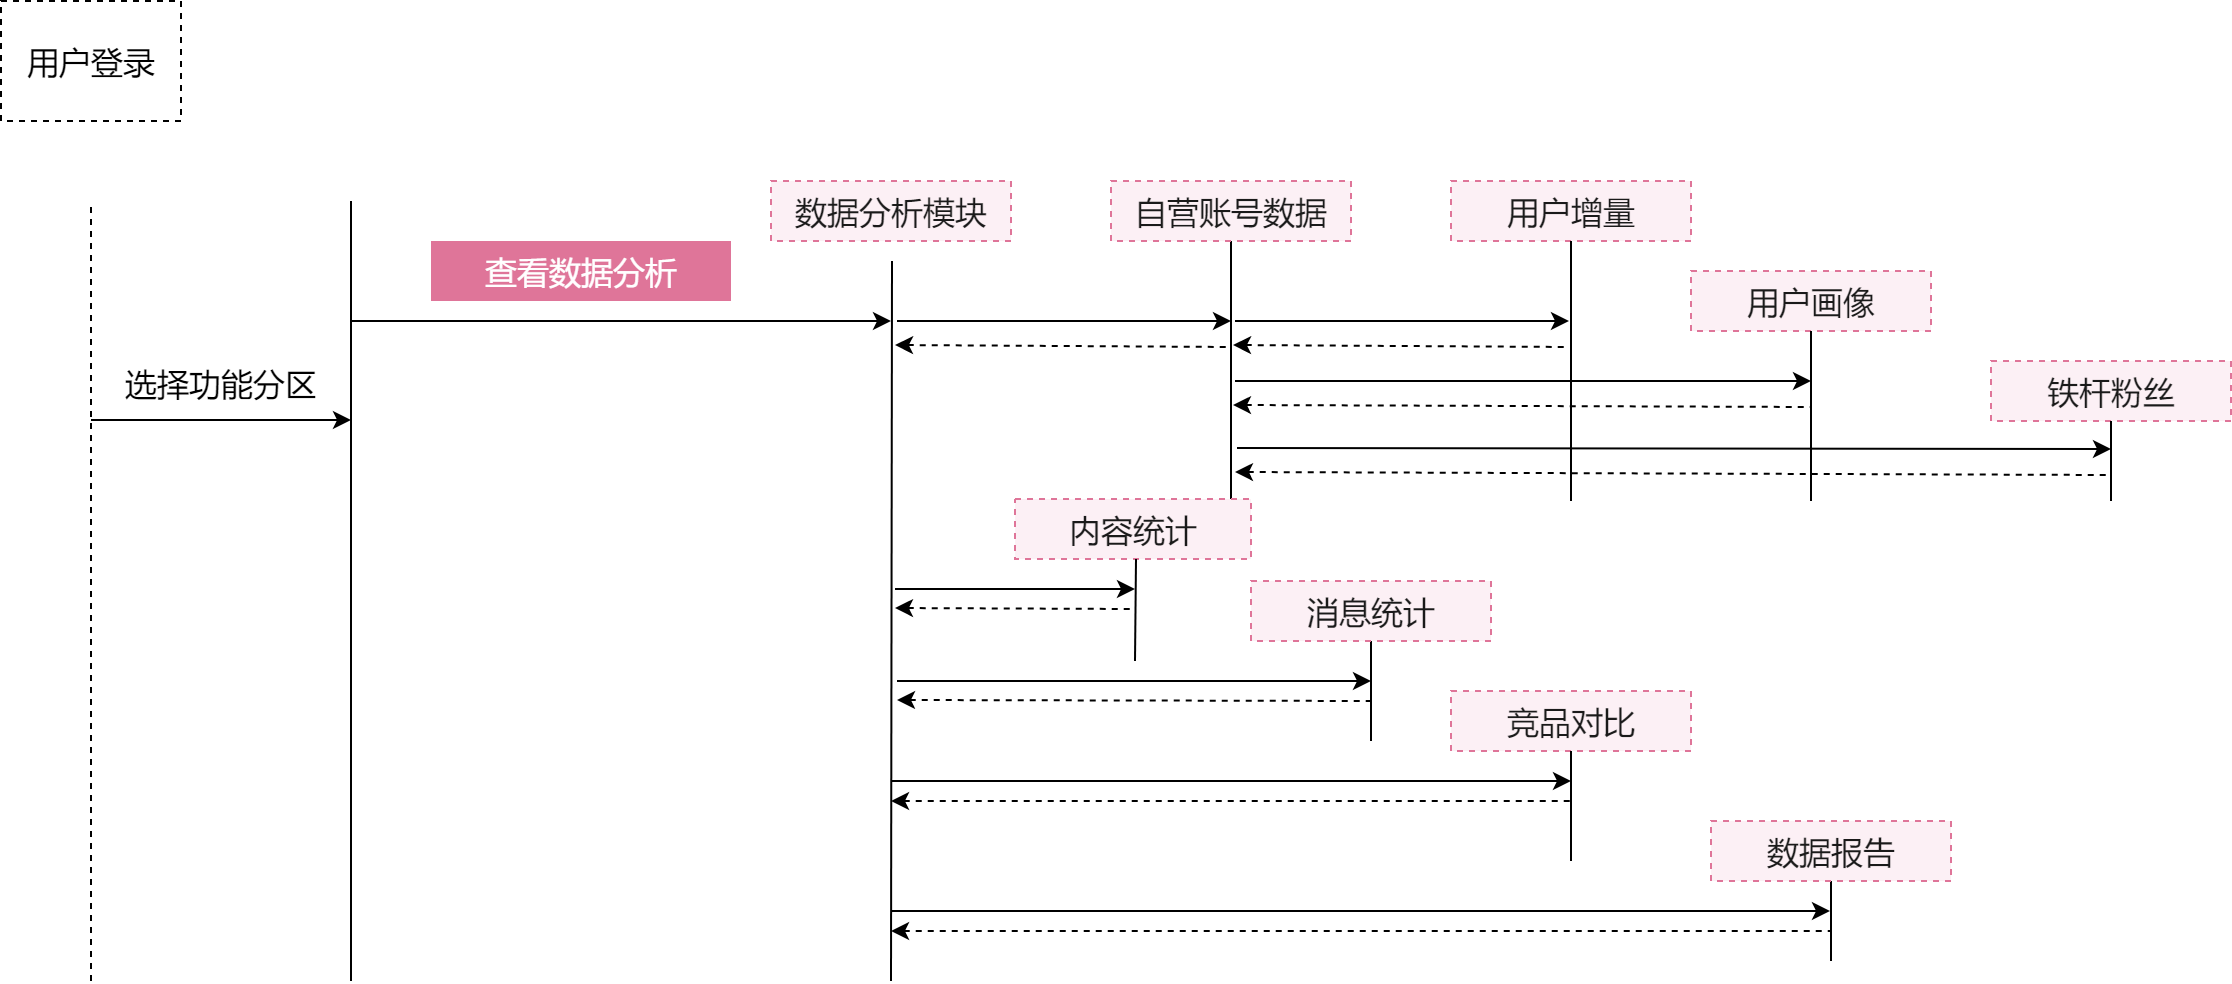 用户登录
数据分析模块
自营账号数据
用户增量
查看数据分析
用户画像
选择功能分区
铁杆粉丝
内容统计
消息统计
竞品对比
数据报告